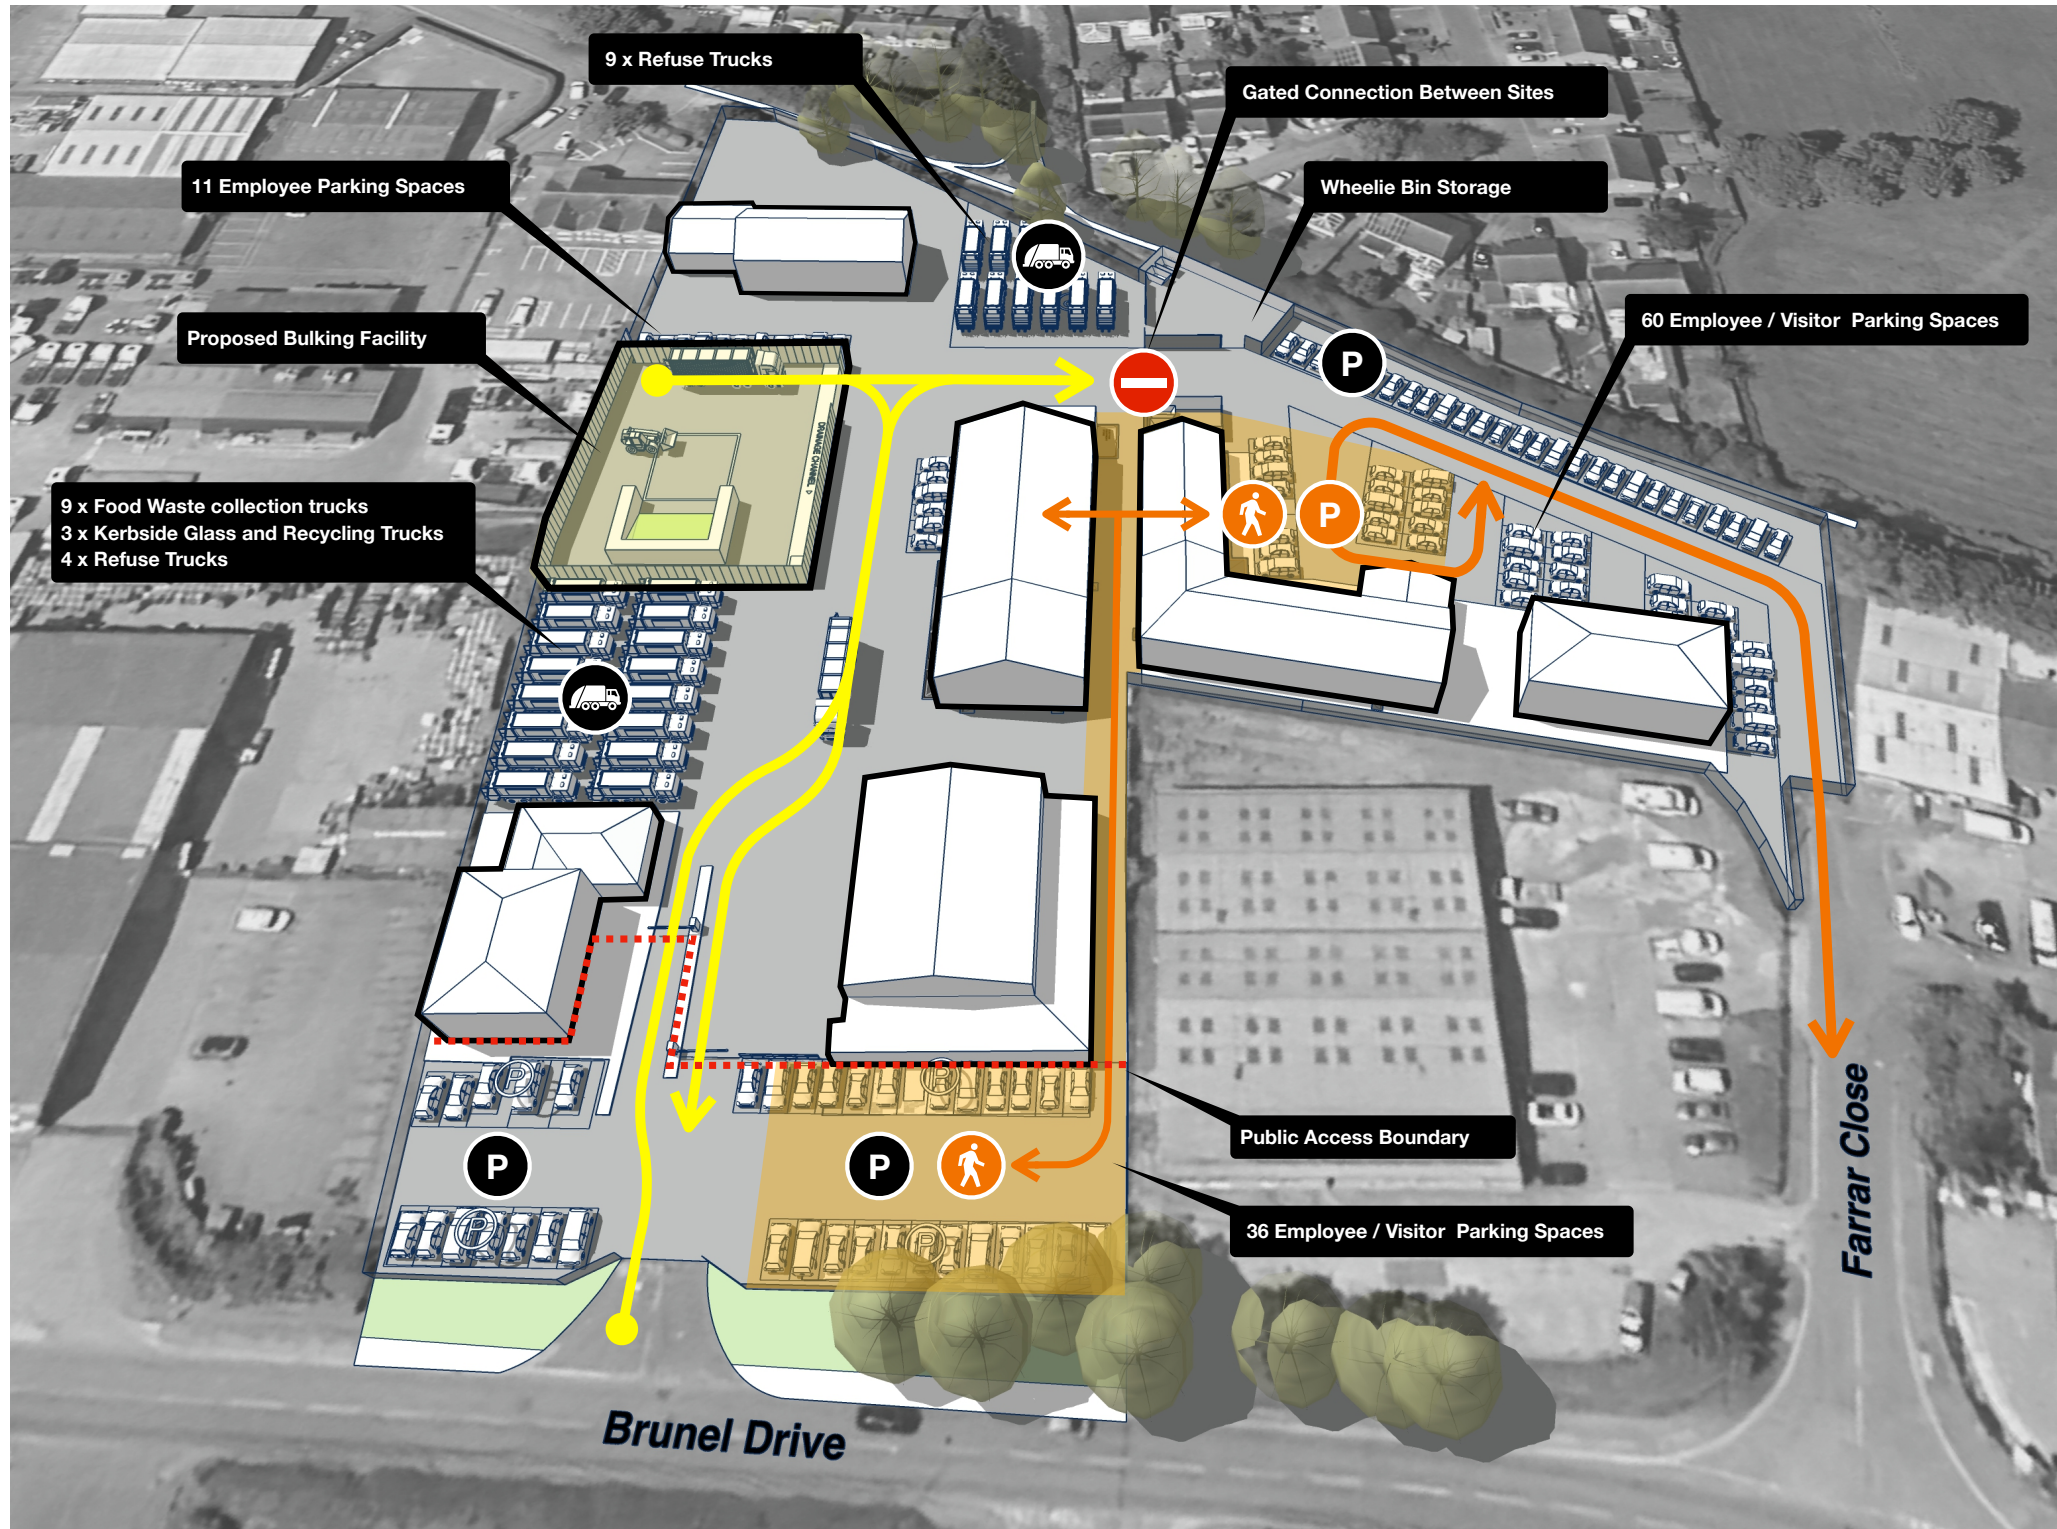 9 x Refuse Trucks
Gated Connection Between Sites
11 Employee Parking Spaces
Wheelie Bin Storage
60 Employee / Visitor Parking Spaces
Proposed Bulking Facility
P
DRAINAGE CHANNEL
9 x Food Waste collection trucks
3 x Kerbside Glass and Recycling Trucks
4 x Refuse Trucks
P
P
P
Public Access Boundary
P
P
36 Employee / Visitor Parking Spaces
P
P
Farrar Close
Brunel Drive